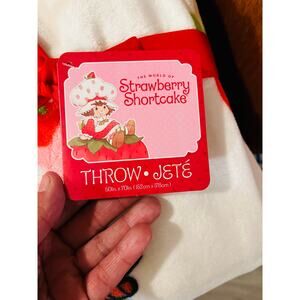 THE WORLD OF
Strawberry
Shortcake
THROW • JETÉ
50in. x 70in. (127cm x 178cm)